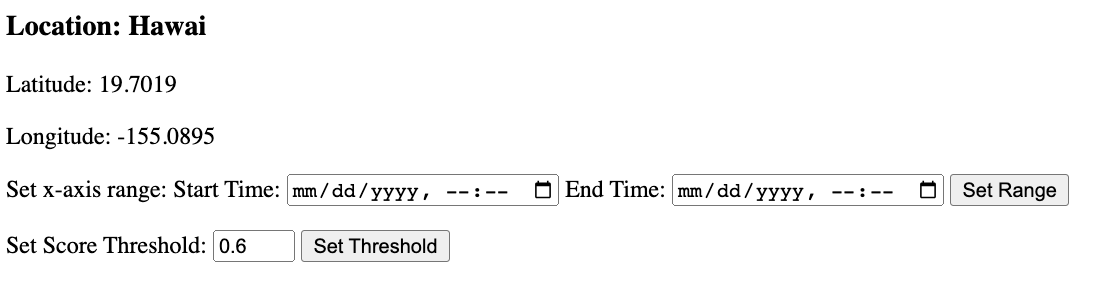 Location: Hawai
Latitude: 19.7019
Longitude: -155.0895
Set x-axis range: Start Time: mm/dd/yyyy, --:-- End Time: mm/dd/yyyy, --:-- Set Range
Set Score Threshold: 0.6 Set Threshold